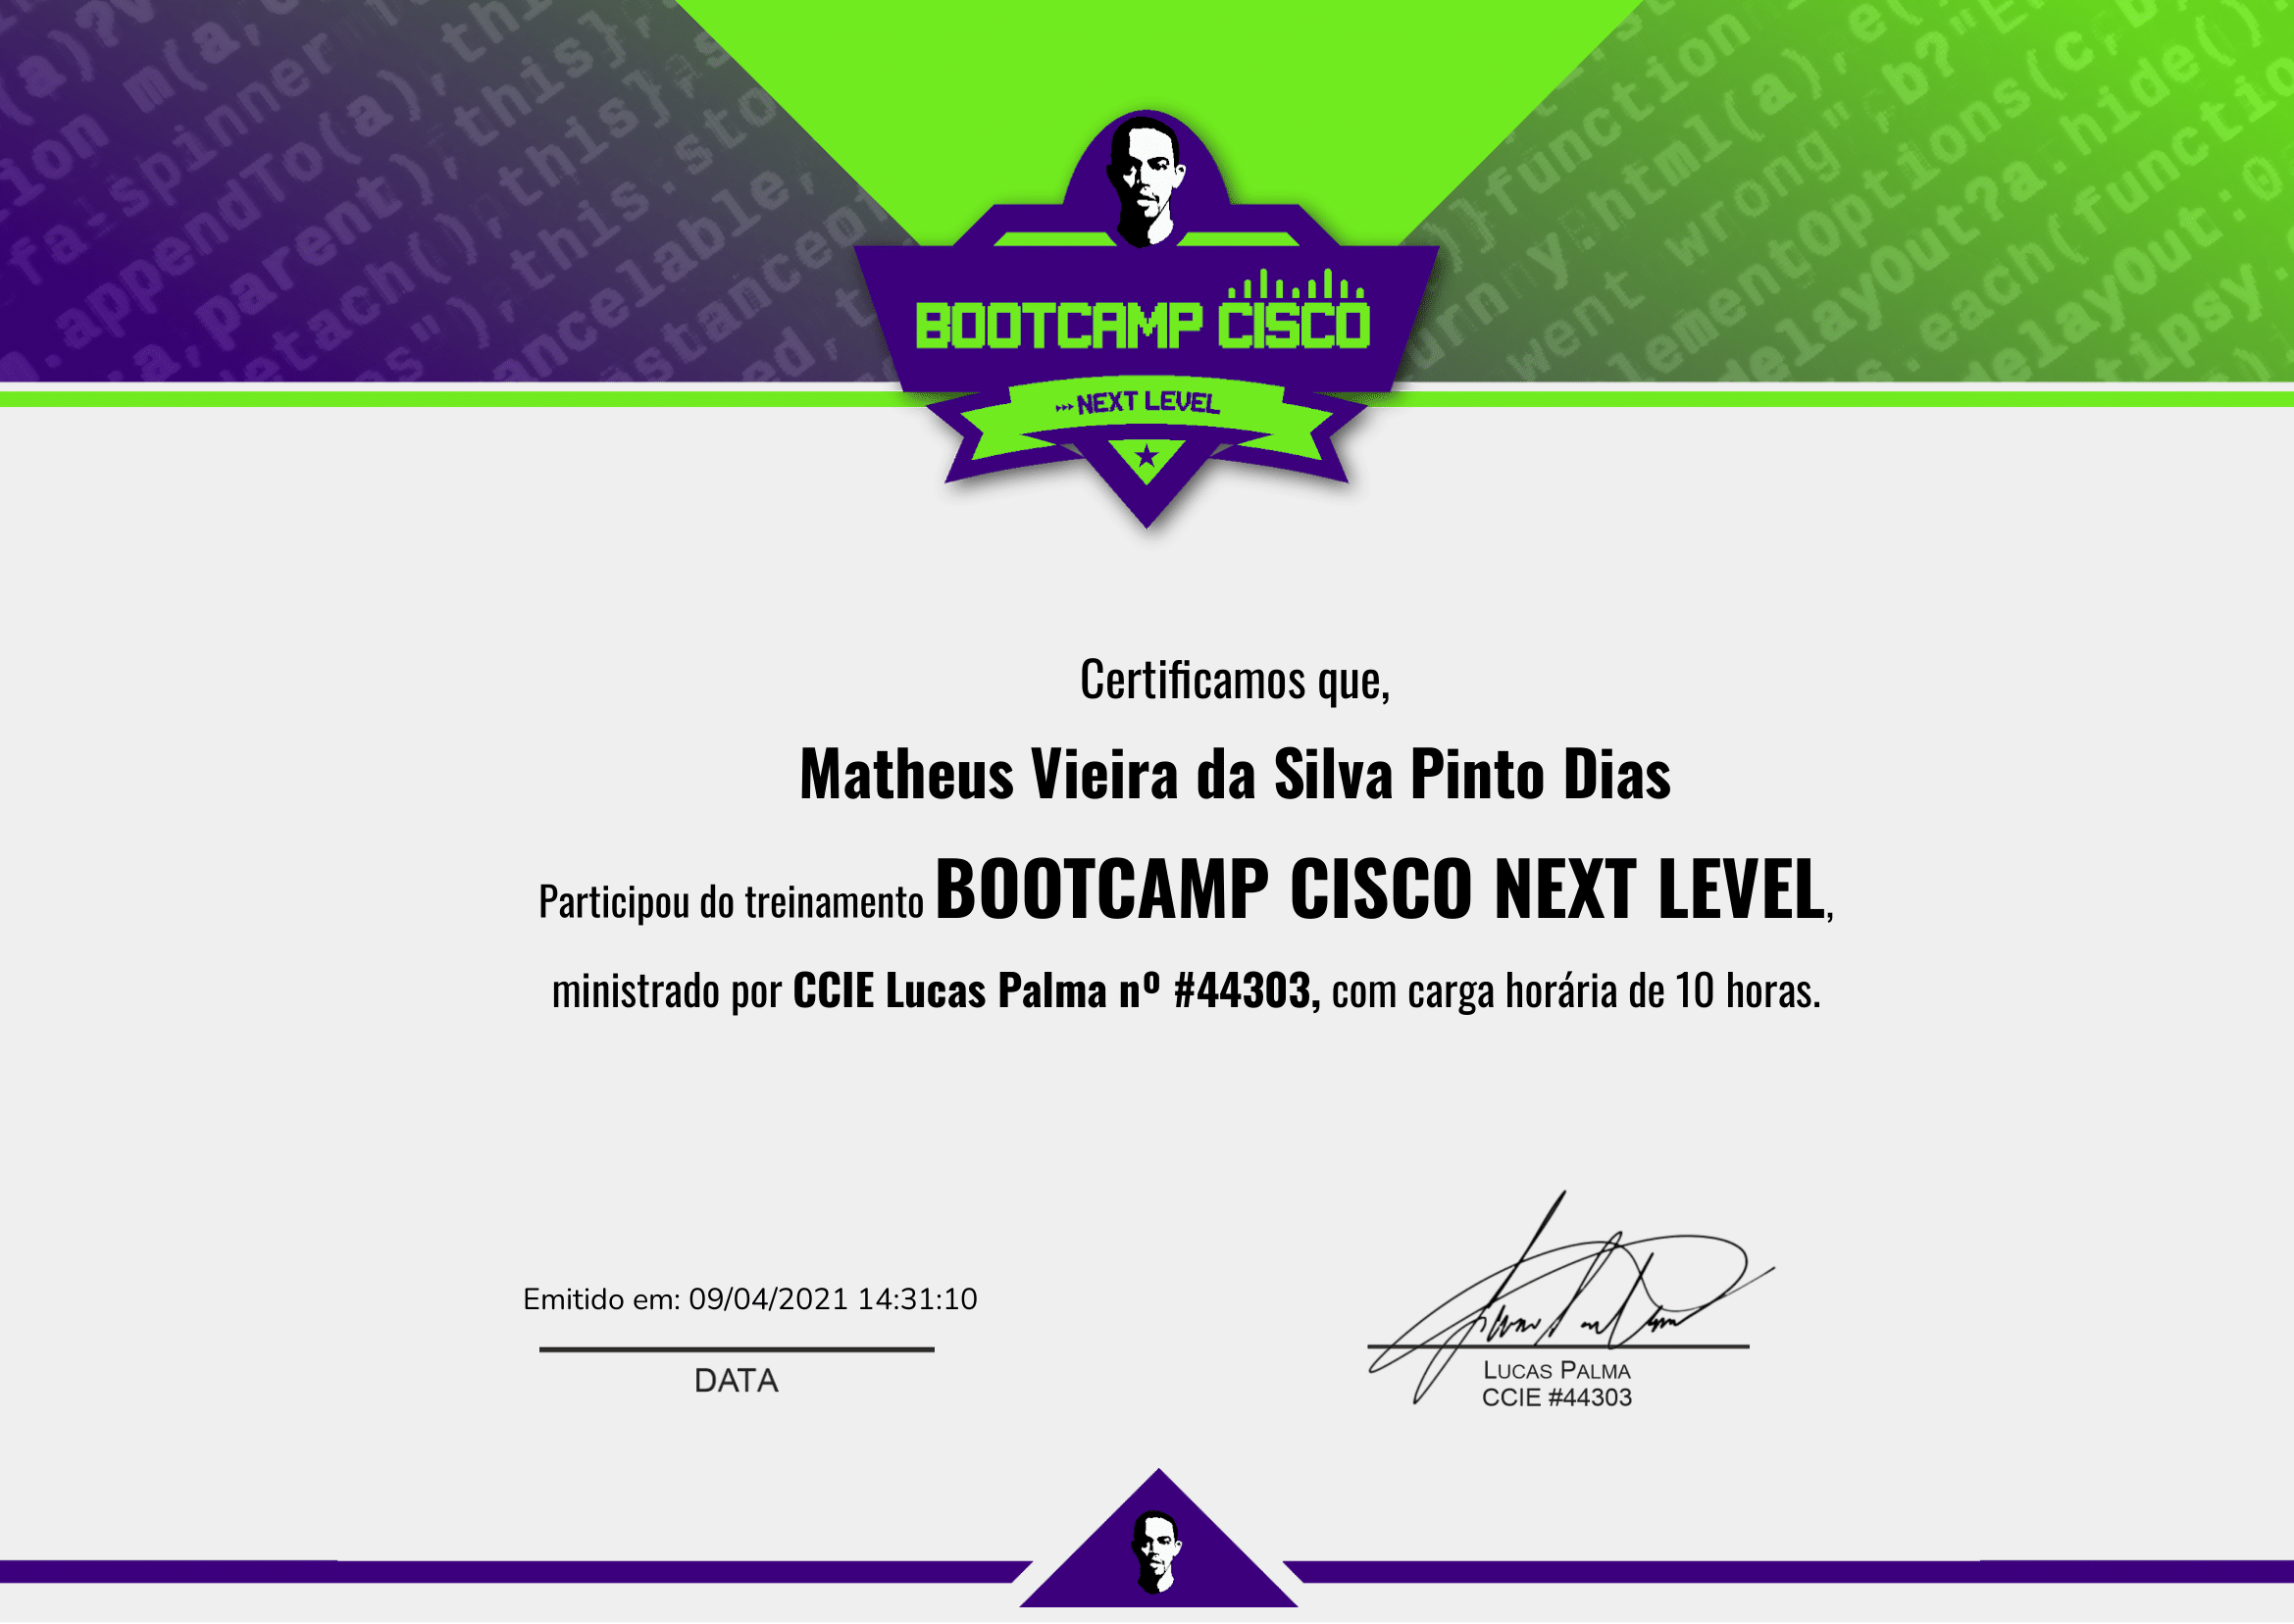 BOOTCAMP CISCO
NEXT LEVEL
Certificamos que,
Matheus Vieira da Silva Pinto Dias
Participou do treinamento BOOTCAMP CISCO NEXT LEVEL,
ministrado por CCIE Lucas Palma nº #44303, com carga horária de 10 horas.
Emitido em: 09/04/2021 14:31:10
DATA
LUCAS PALMA
CCIE #44303